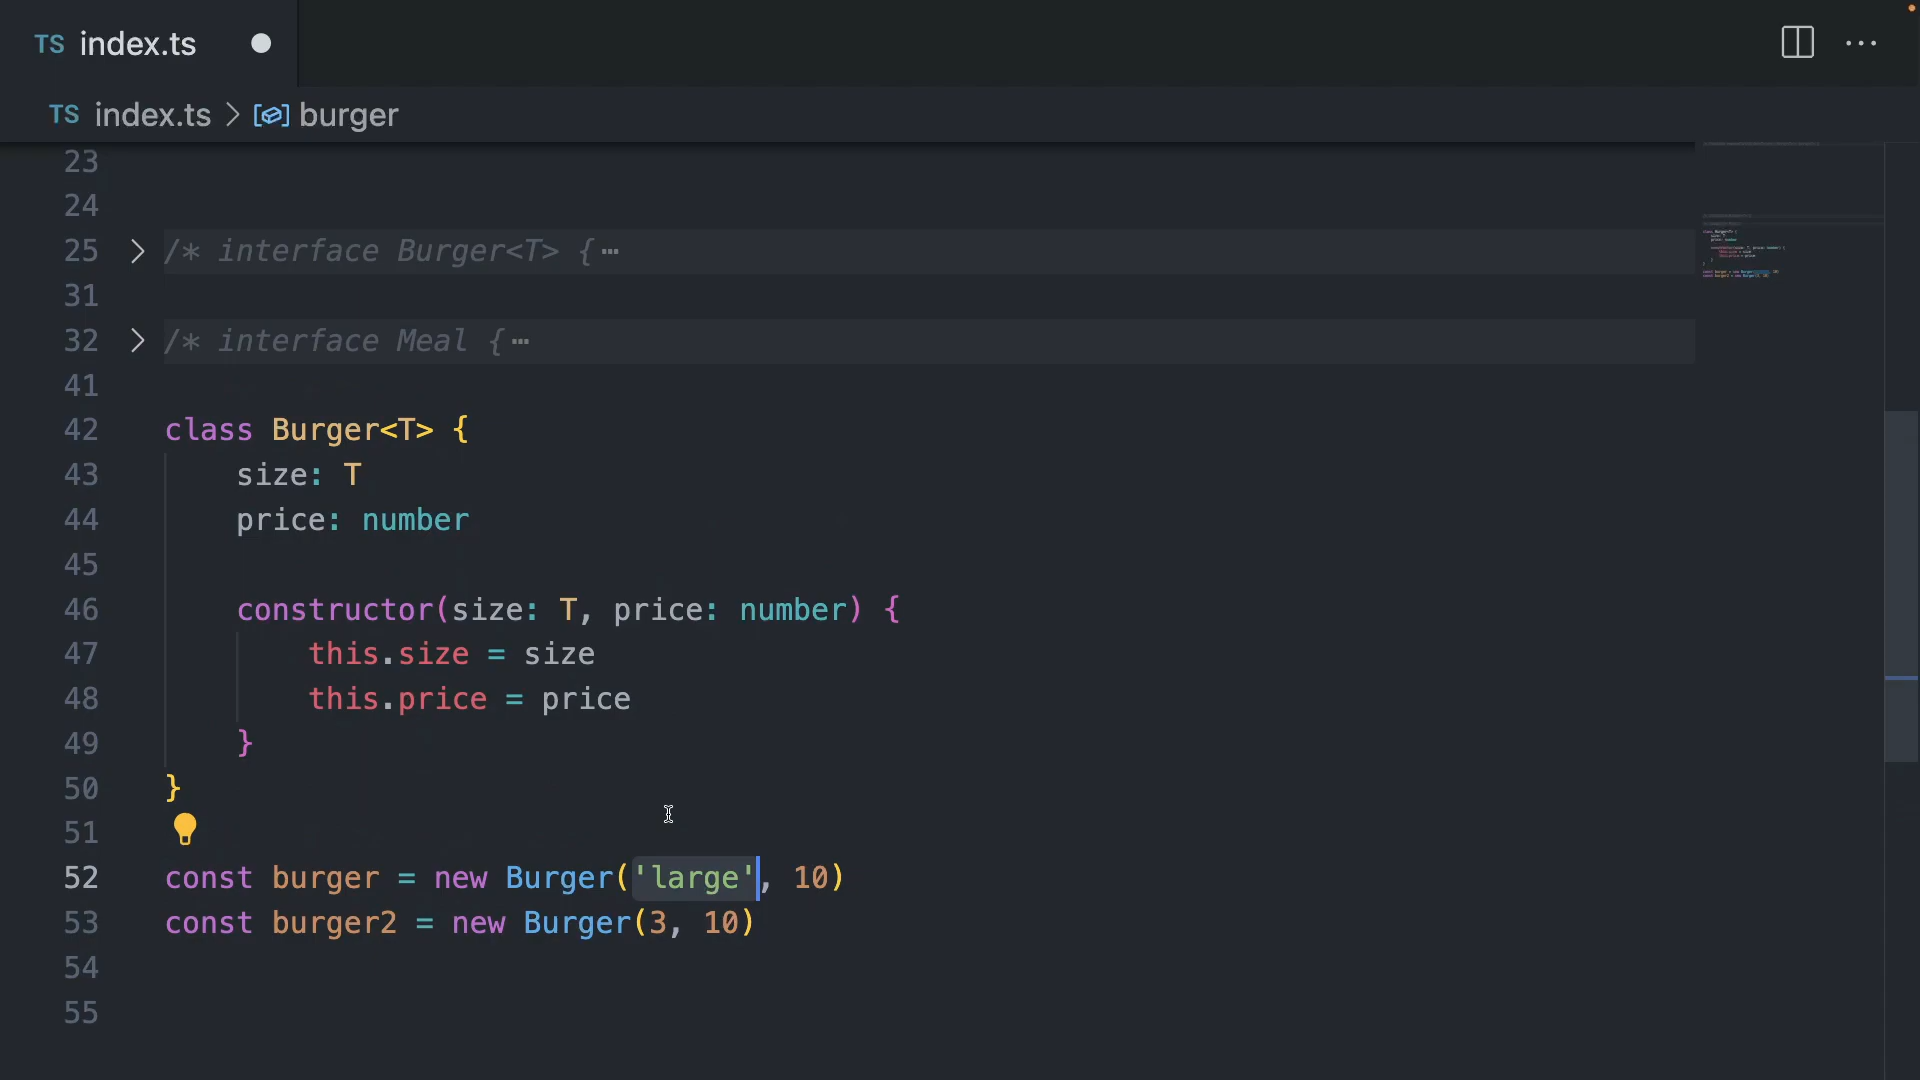 TS index.ts
TS index.ts > burger
23
24
25 > /* interface Burger<T> {⋯
31
32 > /* interface Meal {⋯
41
42 class Burger<T> {
43     size: T
44     price: number
45
46     constructor(size: T, price: number) {
47         this.size = size
48         this.price = price
49     }
50 }
51
52 const burger = new Burger('large', 10)
53 const burger2 = new Burger(3, 10)
54
55